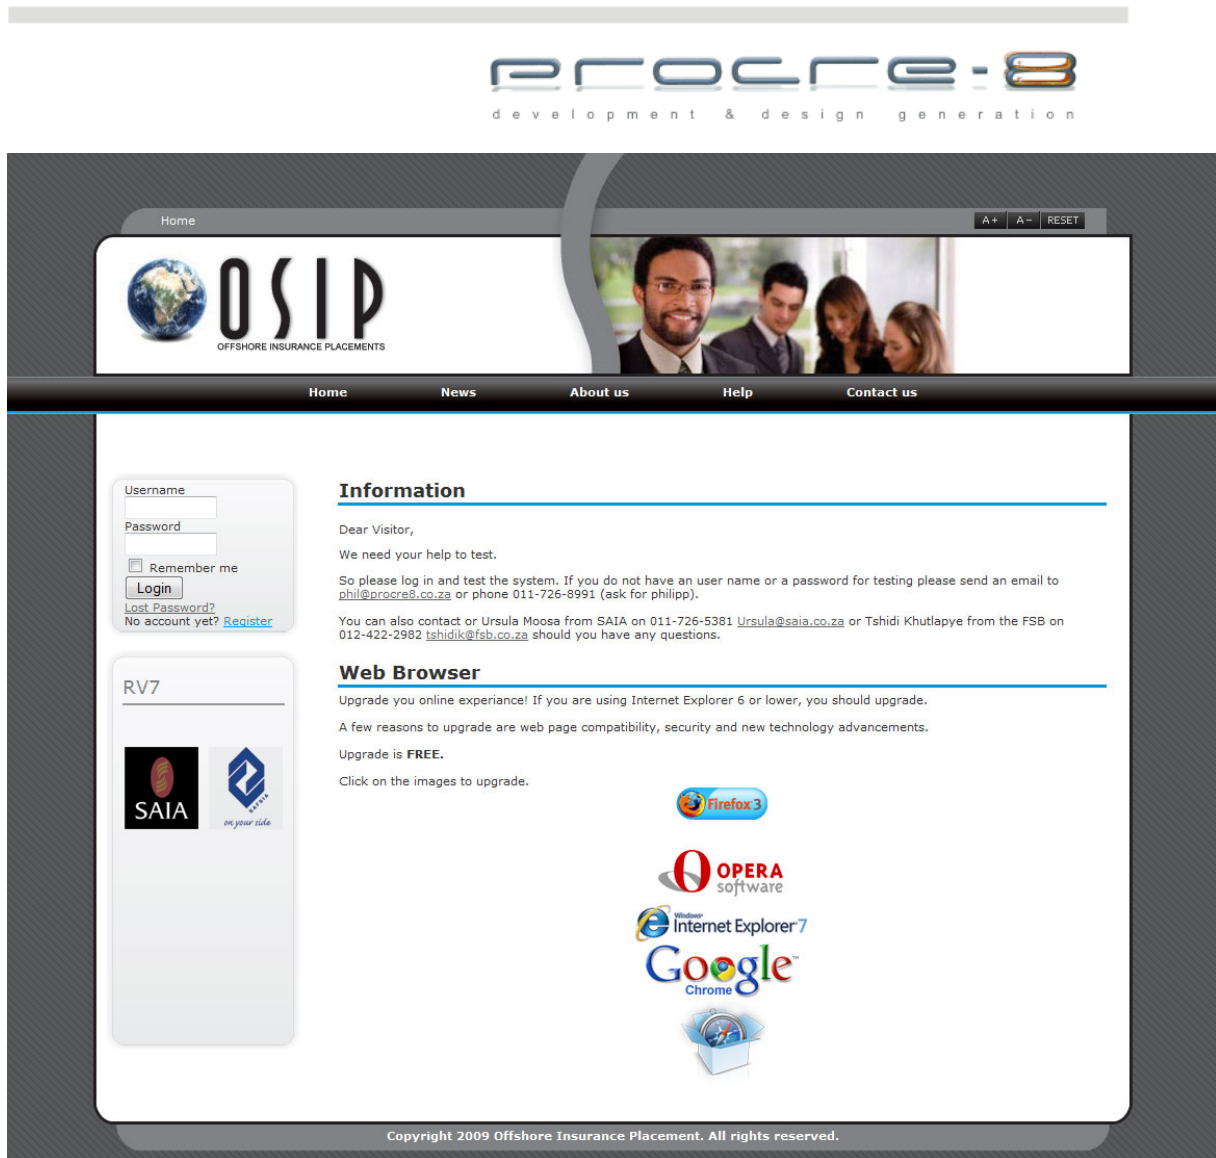 procre-8
development & design generation
Home
A+ A- RESET
OSIP
OFFSHORE INSURANCE PLACEMENTS
Home News About us Help Contact us
Username
Password
Remember me
Login
Lost Password?
No account yet? Register
RV7
SAIA
SAFSIA
on your side
Information
Dear Visitor,
We need your help to test.
So please log in and test the system. If you do not have an user name or a password for testing please send an email to
phil@procre8.co.za or phone 011-726-8991 (ask for philipp).
You can also contact or Ursula Moosa from SAIA on 011-726-5381 Ursula@saia.co.za or Tshidi Khutlapye from the FSB on
012-422-2982 tshidik@fsb.co.za should you have any questions.
Web Browser
Upgrade you online experiance! If you are using Internet Explorer 6 or lower, you should upgrade.
A few reasons to upgrade are web page compatibility, security and new technology advancements.
Upgrade is FREE.
Click on the images to upgrade.
Firefox 3
OPERA
software
Windows
Internet Explorer 7
Google™
Chrome
Copyright 2009 Offshore Insurance Placement. All rights reserved.